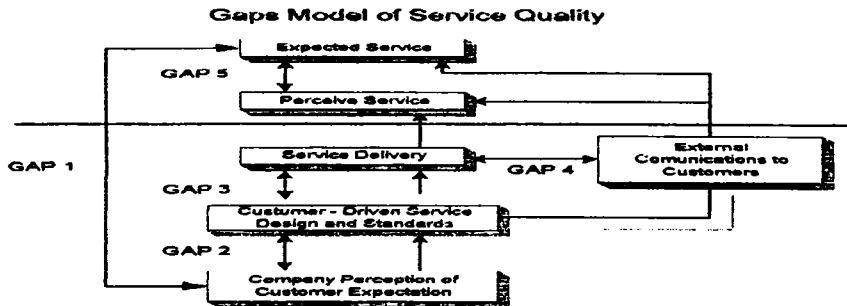 Gaps Model of Service Quality
Expected Service
GAP 5
Perceive Service
GAP 1
Service Delivery
GAP 4
External
Comunications to
Customers
GAP 3
Custumer - Driven Service
Design and Standards
GAP 2
Company Perception of
Customer Expectation